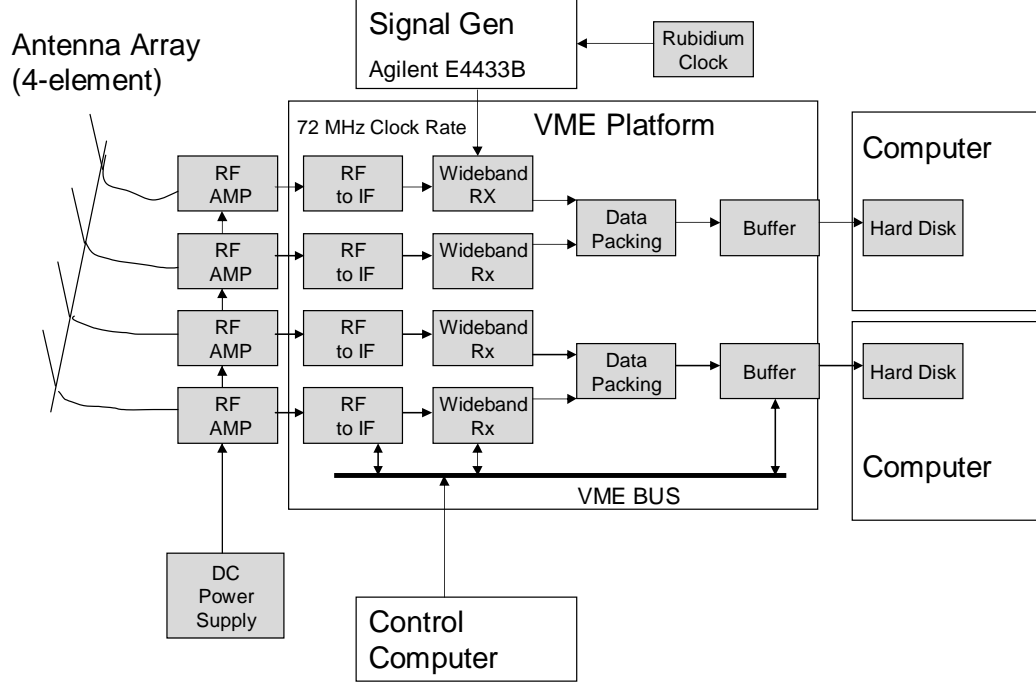 Antenna Array
(4-element)
Signal Gen
Agilent E4433B
Rubidium
Clock
72 MHz Clock Rate
VME Platform
RF
AMP
RF
to IF
Wideband
RX
RF
AMP
RF
to IF
Wideband
Rx
Data
Packing
Buffer
RF
AMP
RF
to IF
Wideband
Rx
RF
AMP
RF
to IF
Wideband
Rx
Data
Packing
Buffer
VME BUS
Computer
Hard Disk
Hard Disk
Computer
DC
Power
Supply
Control
Computer